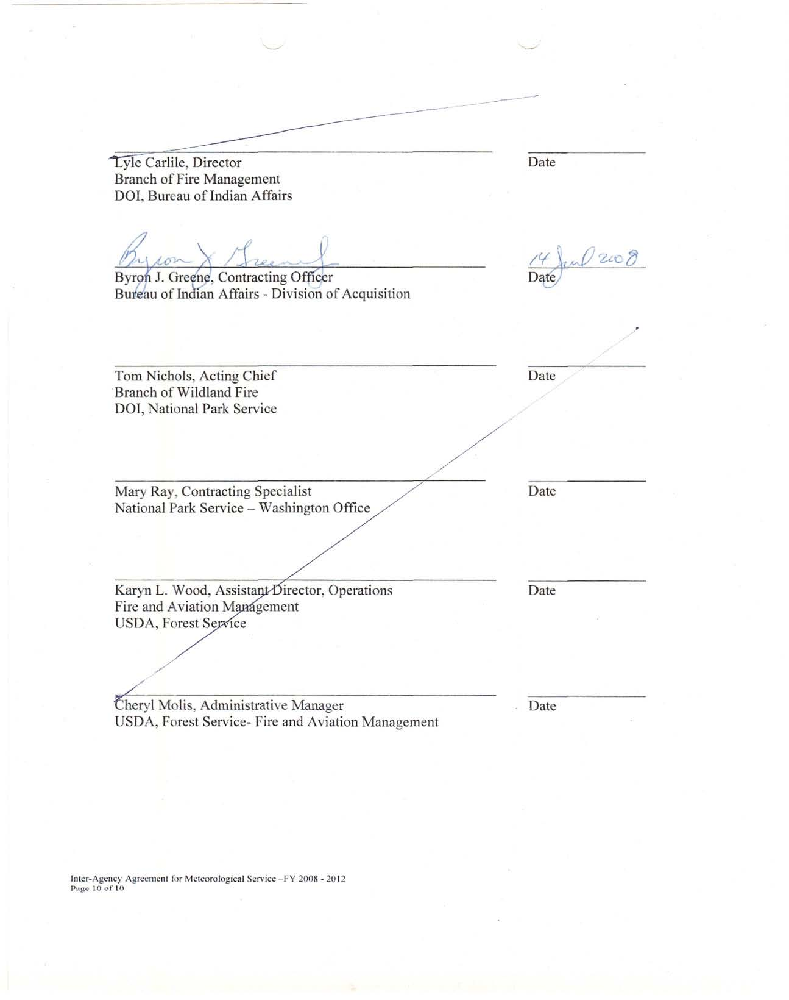 Lyle Carlile, Director Date
Branch of Fire Management
DOI, Bureau of Indian Affairs
Byron J Greene 14 2008
Byron J. Greene, Contracting Officer Date
Bureau of Indian Affairs - Division of Acquisition
Tom Nichols, Acting Chief Date
Branch of Wildland Fire
DOI, National Park Service
Mary Ray, Contracting Specialist Date
National Park Service – Washington Office
Karyn L. Wood, Assistant Director, Operations Date
Fire and Aviation Management
USDA, Forest Service
Cheryl Molis, Administrative Manager Date
USDA, Forest Service- Fire and Aviation Management
Inter-Agency Agreement for Meteorological Service –FY 2008 - 2012
Page 10 of 10